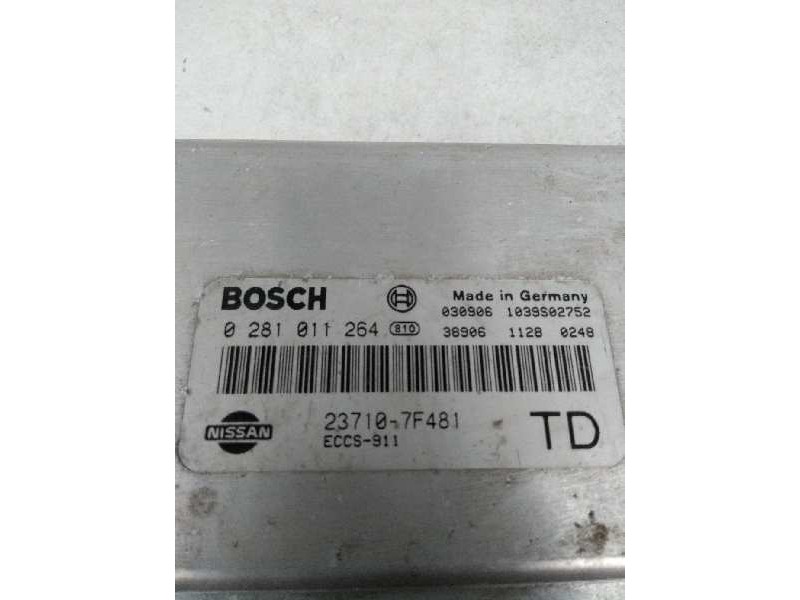 BOSCH
Made in Germany
030906 1039S02752
0 281 011 264 810 38906 1128 0248
NISSAN
23710-7F481
ECCS-911
TD